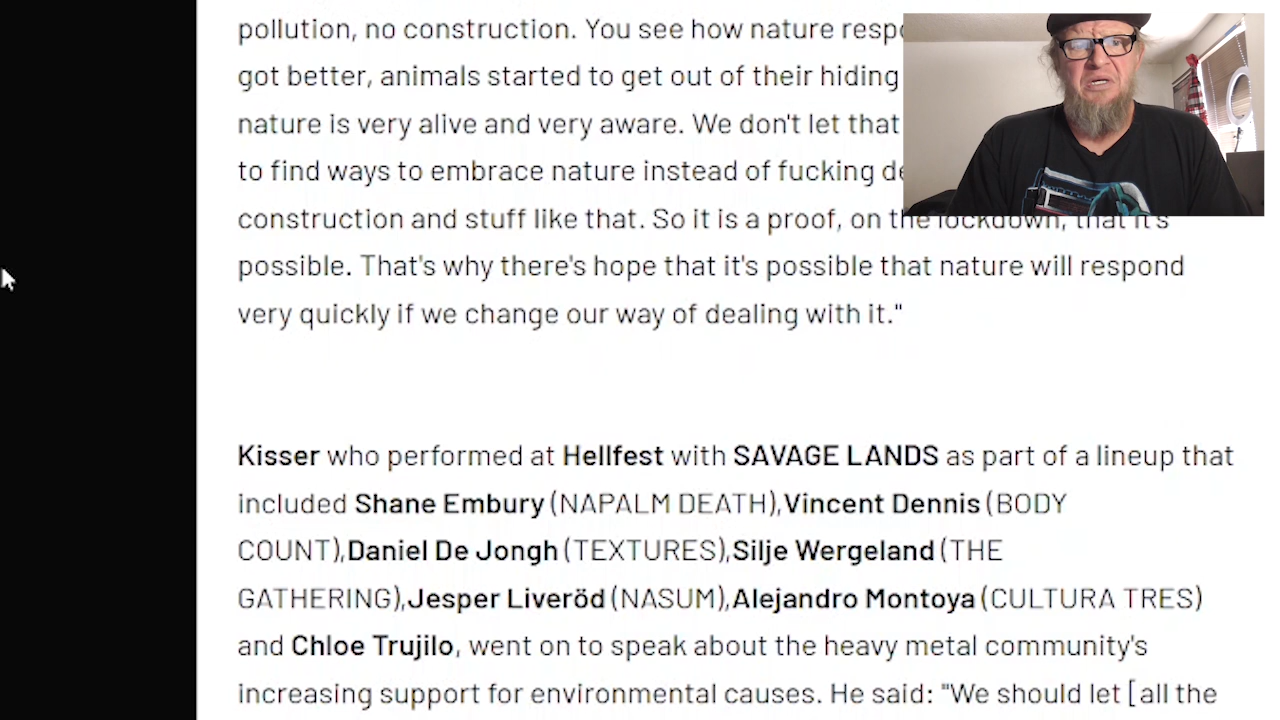 pollution, no construction. You see how nature resp
got better, animals started to get out of their hiding
nature is very alive and very aware. We don't let that
to find ways to embrace nature instead of fucking
construction and stuff like that. So it is a proof, on the lockdown, that it's
possible. That's why there's hope that it's possible that nature will respond
very quickly if we change our way of dealing with it."
Kisser who performed at Hellfest with SAVAGE LANDS as part of a lineup that
included Shane Embury (NAPALM DEATH),Vincent Dennis (BODY
COUNT),Daniel De Jongh (TEXTURES),Silje Wergeland (THE
GATHERING),Jesper Liveröd (NASUM),Alejandro Montoya (CULTURA TRES)
and Chloe Trujilo, went on to speak about the heavy metal community's
increasing support for environmental causes. He said: "We should let [all the